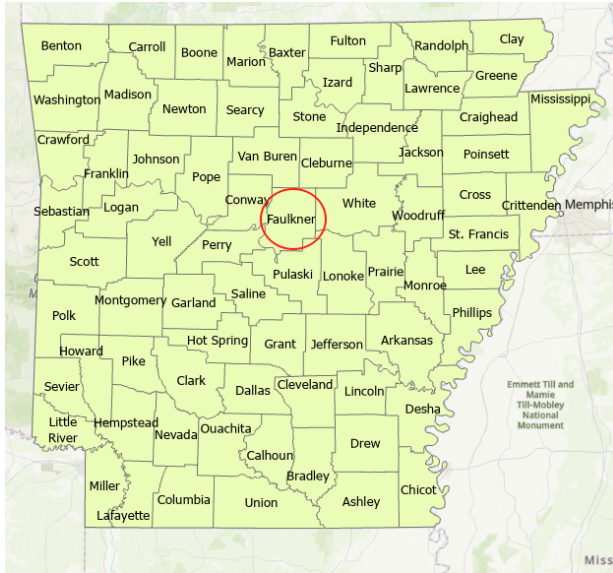 Benton
Carroll
Boone
Marion
Baxter
Fulton
Randolph
Clay
Sharp
Izard
Lawrence
Greene
Washington
Madison
Newton
Searcy
Stone
Mississippi
Craighead
Independence
Crawford
Franklin
Johnson
Pope
Van Buren
Cleburne
Jackson
Poinsett
Sebastian
Logan
Conway
Faulkner
White
Woodruff
Cross
Crittenden
Memphis
St. Francis
Scott
Yell
Perry
Pulaski
Lonoke
Prairie
Monroe
Lee
Phillips
Polk
Montgomery
Garland
Saline
Hot Spring
Grant
Jefferson
Arkansas
Howard
Pike
Clark
Dallas
Cleveland
Lincoln
Desha
Sevier
Little
River
Hempstead
Nevada
Ouachita
Calhoun
Bradley
Drew
Emmett Till and
Mamie
Till-Mobley
National
Monument
Miller
Lafayette
Columbia
Union
Ashley
Chicot
Miss